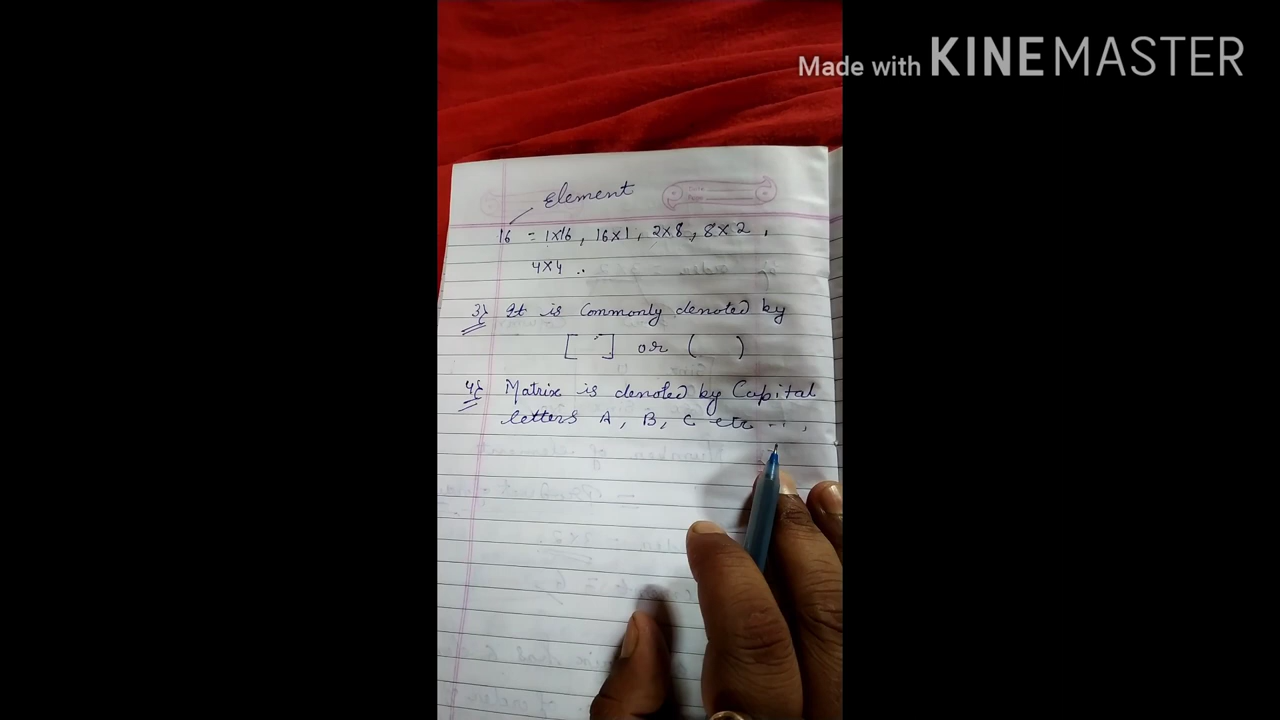 Made with KINEMASTER
Element
16 = 1×16, 16×1, 2×8, 8×2,
4×4 ..
3} It is Commonly denoted by
[ ] or ( )
4} Matrix is denoted by Capital
letters A, B, C etc ...,